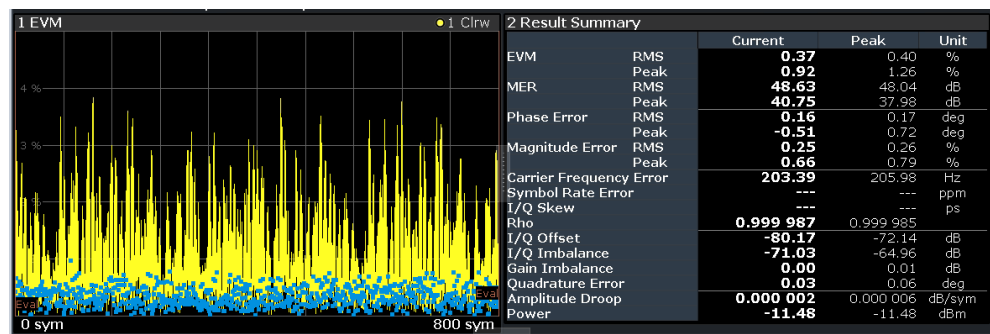 1 EVM
1 Clrw
4 %
3 %
%
Eval
Eval
0 sym
800 sym
2 Result Summary
Current Peak Unit
EVM RMS 0.37 0.40 %
Peak 0.92 1.26 %
MER RMS 48.63 48.04 dB
Peak 40.75 37.98 dB
Phase Error RMS 0.16 0.17 deg
Peak -0.51 0.72 deg
Magnitude Error RMS 0.25 0.26 %
Peak 0.66 0.79 %
Carrier Frequency Error 203.39 205.98 Hz
Symbol Rate Error --- --- ppm
I/Q Skew --- --- ps
Rho 0.999 987 0.999 985
I/Q Offset -80.17 -72.14 dB
I/Q Imbalance -71.03 -64.96 dB
Gain Imbalance 0.00 0.01 dB
Quadrature Error 0.03 0.06 deg
Amplitude Droop 0.000 002 0.000 006 dB/sym
Power -11.48 -11.48 dBm